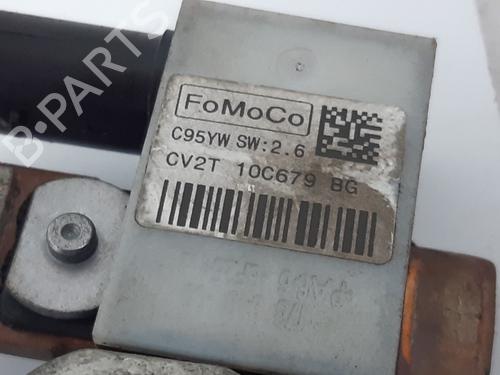 B-PARTS
FoMoCo
C95YW SW:2.6
CV2T 10C679 BG